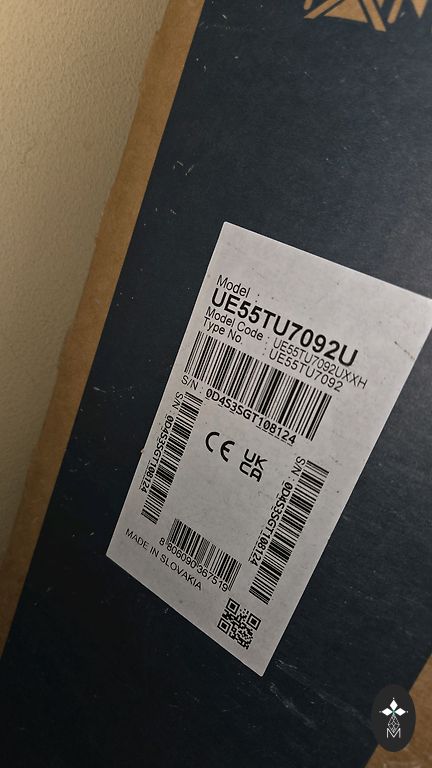 Model :
UE55TU7092U
Model Code : UE55TU7092UXXH
Type No : UE55TU7092
S/N : 0D4S3SGT108124
S/N : 0D4S3SGT108124
S/N : 0D4S3SGT108124
CE
UK
CA
8 806090 367519
MADE IN SLOVAKIA
M